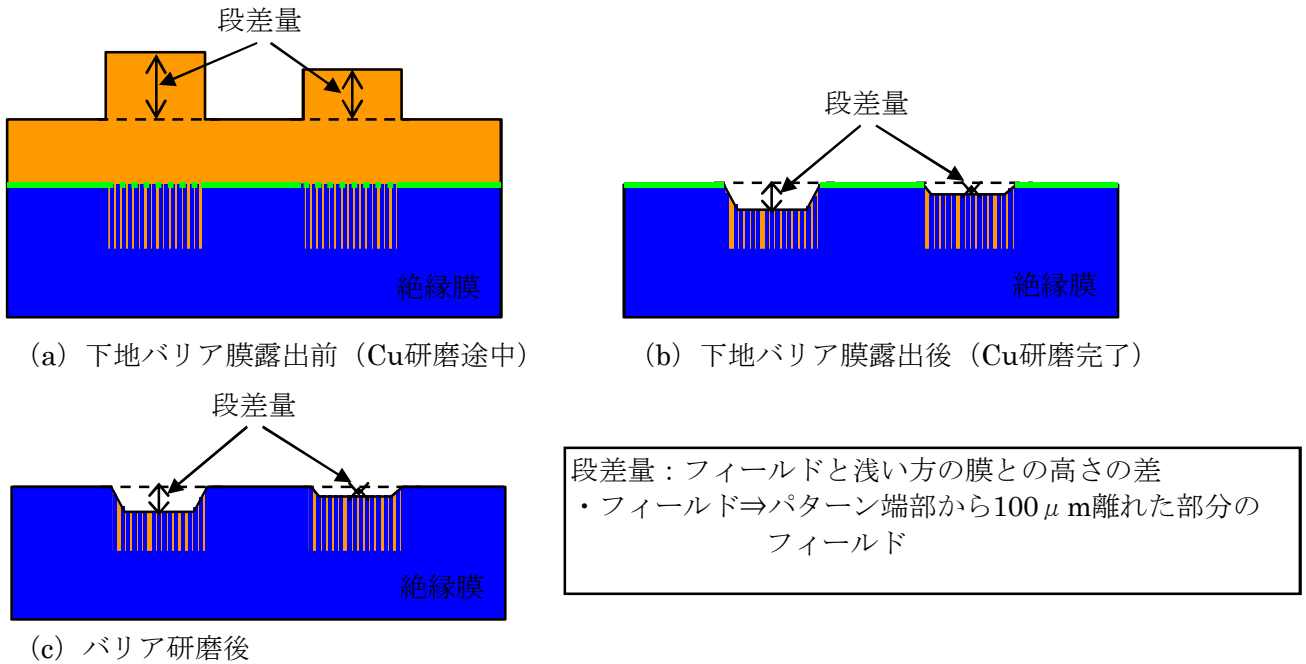 段差量
絶縁膜
(a) 下地バリア膜露出前(Cu研磨途中)
段差量
絶縁膜
(b) 下地バリア膜露出後(Cu研磨完了)
段差量
絶縁膜
(c) バリア研磨後
段差量:フィールドと浅い方の膜との高さの差
・フィールド⇒パターン端部から100μm離れた部分の
フィールド